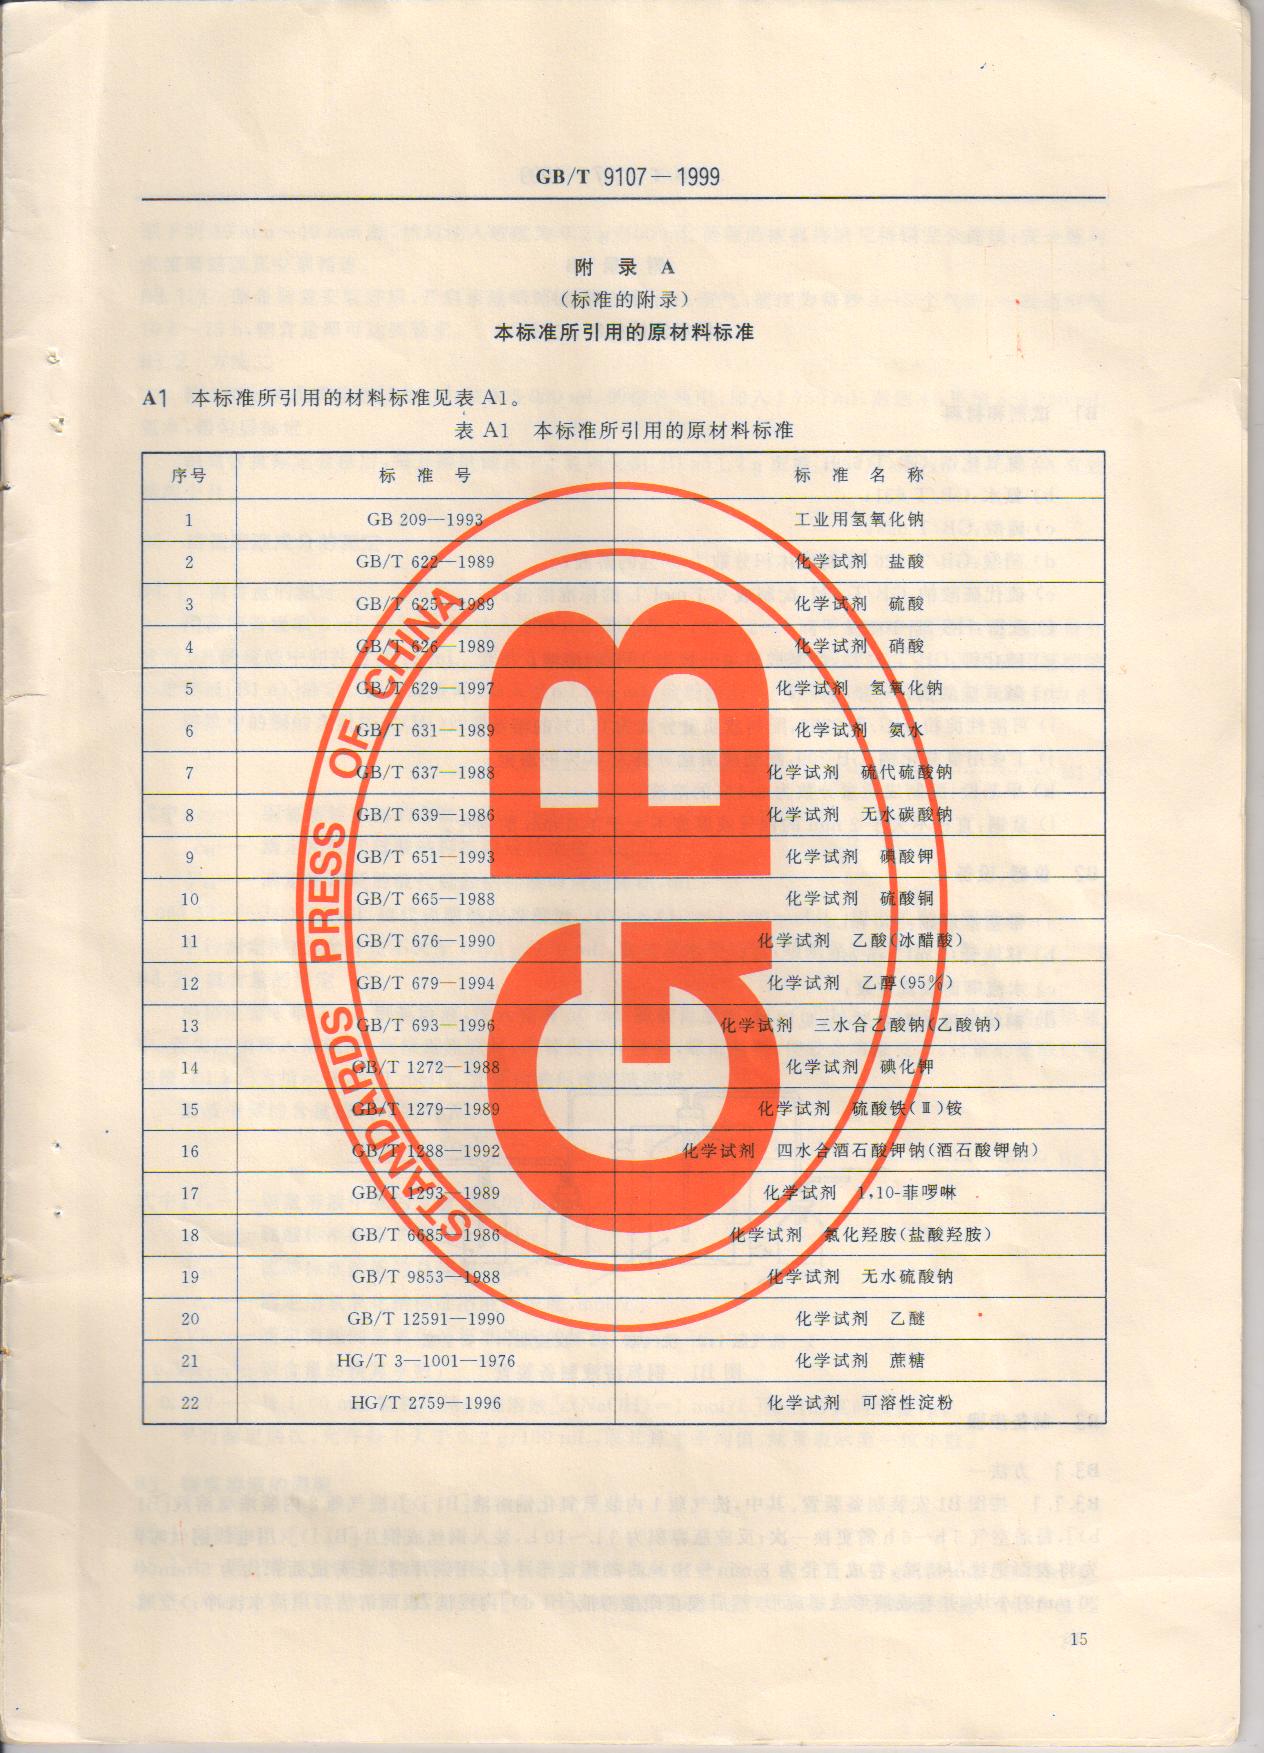 GB/T 9107—1999
附 录 A
(标准的附录)
本标准所引用的原材料标准
A1 本标准所引用的材料标准见表 A1。
表 A1 本标准所引用的原材料标准
序号 标 准 号 标 准 名 称
1 GB 209—1993 工业用氢氧化钠
2 GB/T 622—1989 化学试剂 盐酸
3 GB/T 625—1989 化学试剂 硫酸
4 GB/T 626—1989 化学试剂 硝酸
5 GB/T 629—1997 化学试剂 氢氧化钠
6 GB/T 631—1989 化学试剂 氨水
7 GB/T 637—1988 化学试剂 硫代硫酸钠
8 GB/T 639—1986 化学试剂 无水碳酸钠
9 GB/T 651—1993 化学试剂 碘酸钾
10 GB/T 665—1988 化学试剂 硫酸铜
11 GB/T 676—1990 化学试剂 乙酸(冰醋酸)
12 GB/T 679—1994 化学试剂 乙醇(95%)
13 GB/T 693—1996 化学试剂 三水合乙酸钠(乙酸钠)
14 GB/T 1272—1988 化学试剂 碘化钾
15 GB/T 1279—1989 化学试剂 硫酸铁(Ⅲ)铵
16 GB/T 1288—1992 化学试剂 四水合酒石酸钾钠(酒石酸钾钠)
17 GB/T 1293—1989 化学试剂 1,10-菲啰啉
18 GB/T 6685—1986 化学试剂 氯化羟胺(盐酸羟胺)
19 GB/T 9853—1988 化学试剂 无水硫酸钠
20 GB/T 12591—1990 化学试剂 乙醚
21 HG/T 3—1001—1976 化学试剂 蔗糖
22 HG/T 2759—1996 化学试剂 可溶性淀粉
STANDARDS PRESS OF CHINA
GB
15